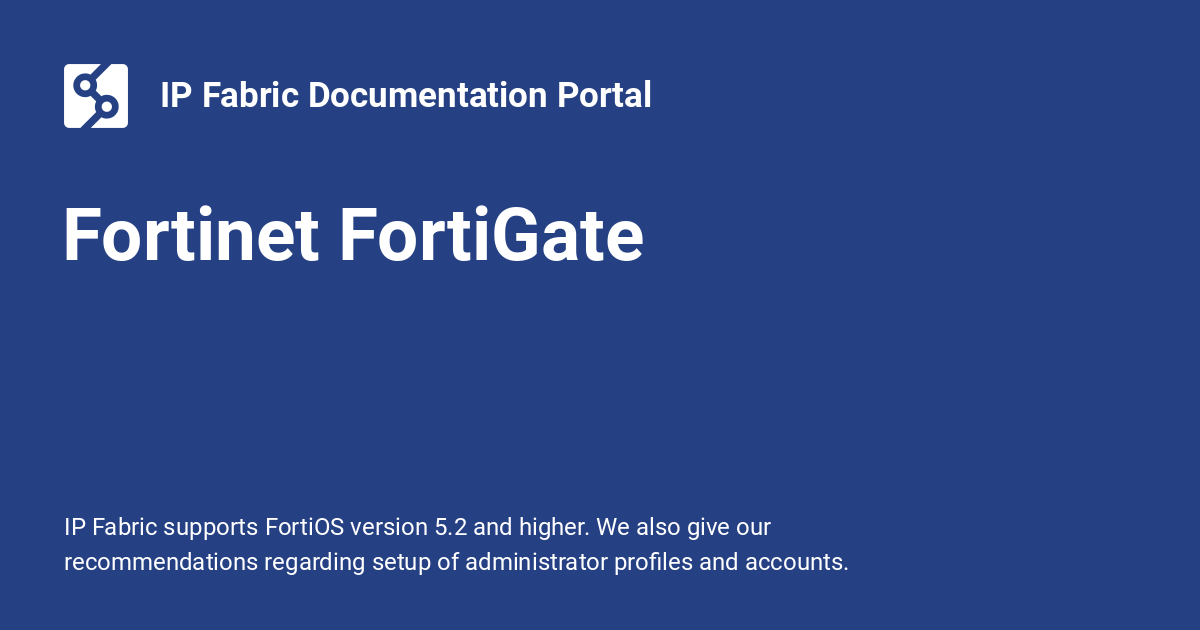 IP Fabric Documentation Portal
Fortinet FortiGate
IP Fabric supports FortiOS version 5.2 and higher. We also give our
recommendations regarding setup of administrator profiles and accounts.